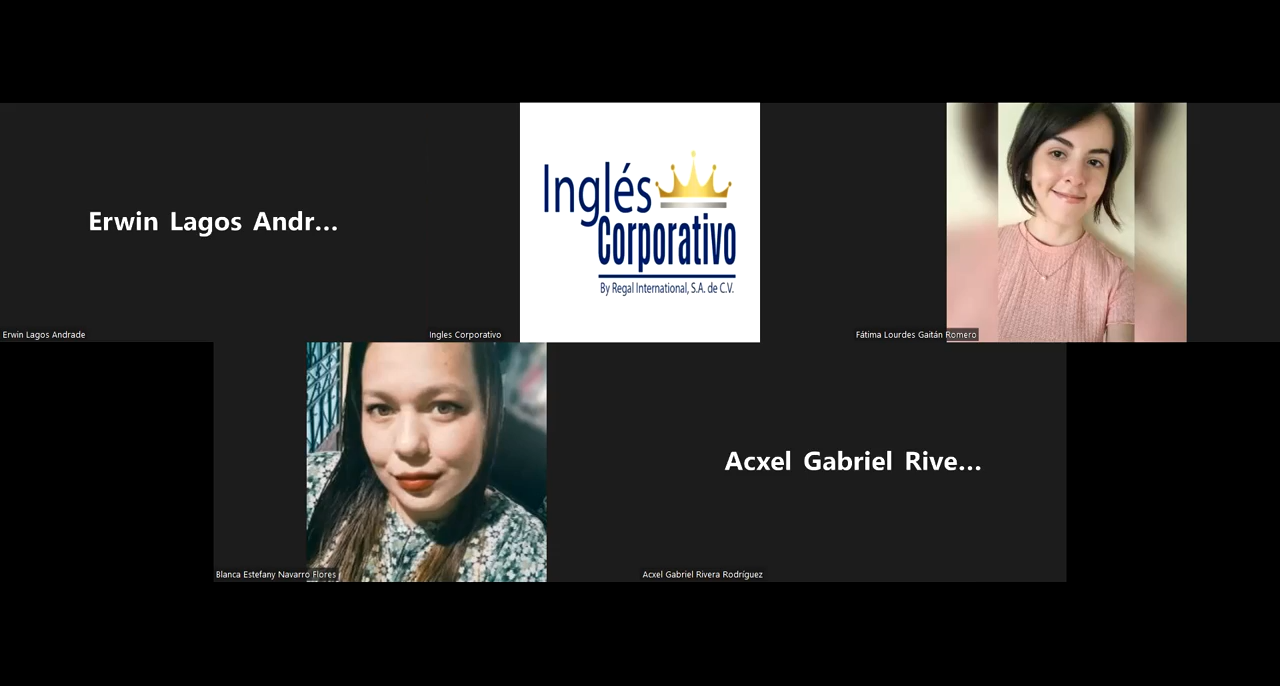 Erwin Lagos Andr...
Erwin Lagos Andrade
Inglés
Corporativo
By Regal International, S.A. de C.V.
Ingles Corporativo
Fátima Lourdes Gaitán Romero
Blanca Estefany Navarro Flores
Acxel Gabriel Rive...
Acxel Gabriel Rivera Rodríguez